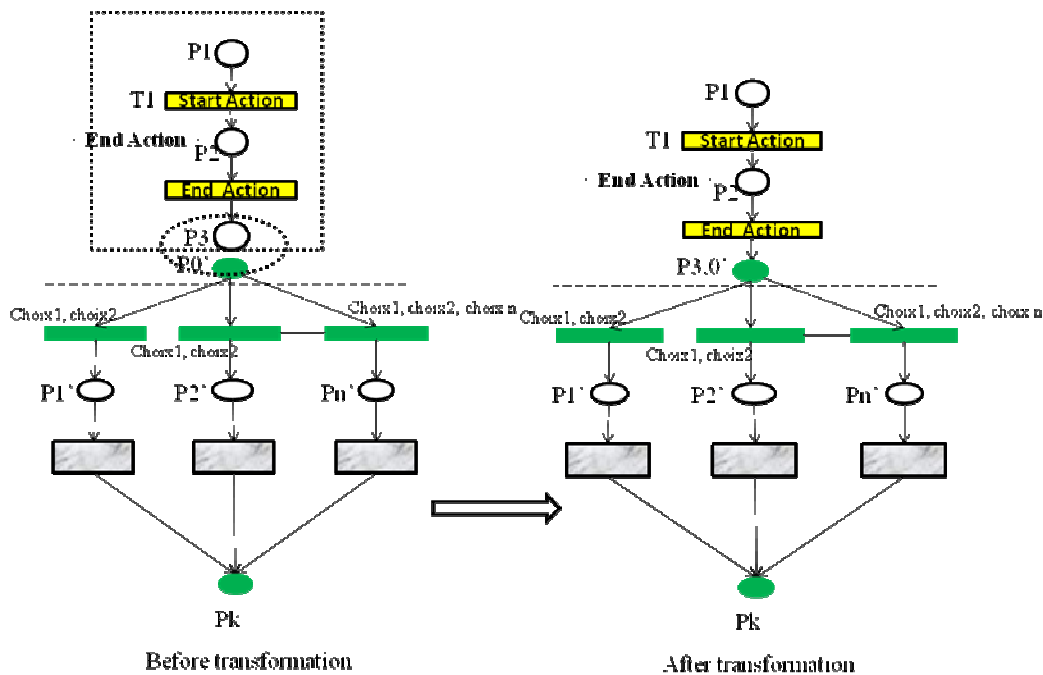 P1
T1 Start Action
End Action
P2
End Action
P3
P0`
Choix1, choix2
Choix1, choix2, choix n
Choix1, choix2
P1`
P2`
Pn`
Pk
Before transformation
P1
T1 Start Action
End Action
P2
End Action
P3.0`
Choix1, choix2
Choix1, choix2, choix n
Choix1, choix2
P1`
P2`
Pn`
Pk
After transformation